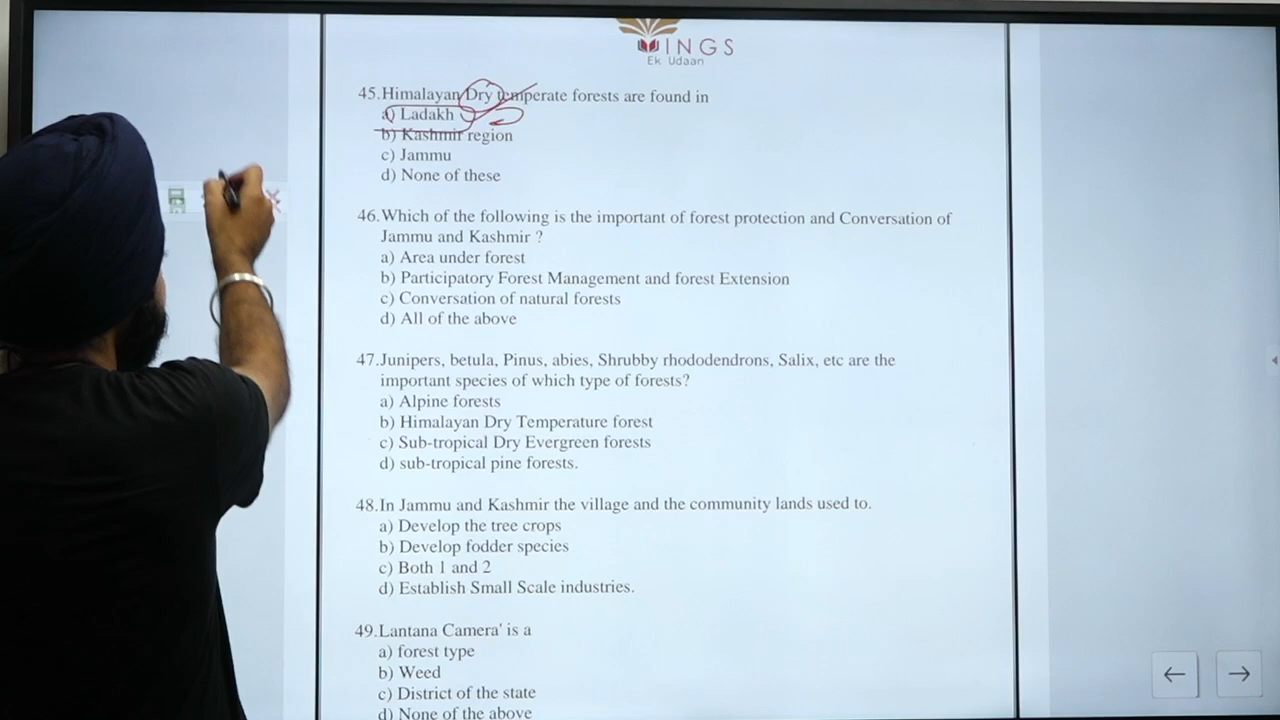 WINGS
Ek Udaan
45.Himalayan Dry temperate forests are found in
a) Ladakh
b) Kashmir region
c) Jammu
d) None of these
46.Which of the following is the important of forest protection and Conversation of
Jammu and Kashmir ?
a) Area under forest
b) Participatory Forest Management and forest Extension
c) Conversation of natural forests
d) All of the above
47.Junipers, betula, Pinus, abies, Shrubby rhododendrons, Salix, etc are the
important species of which type of forests?
a) Alpine forests
b) Himalayan Dry Temperature forest
c) Sub-tropical Dry Evergreen forests
d) sub-tropical pine forests.
48.In Jammu and Kashmir the village and the community lands used to.
a) Develop the tree crops
b) Develop fodder species
c) Both 1 and 2
d) Establish Small Scale industries.
49.Lantana Camera' is a
a) forest type
b) Weed
c) District of the state
d) None of the above